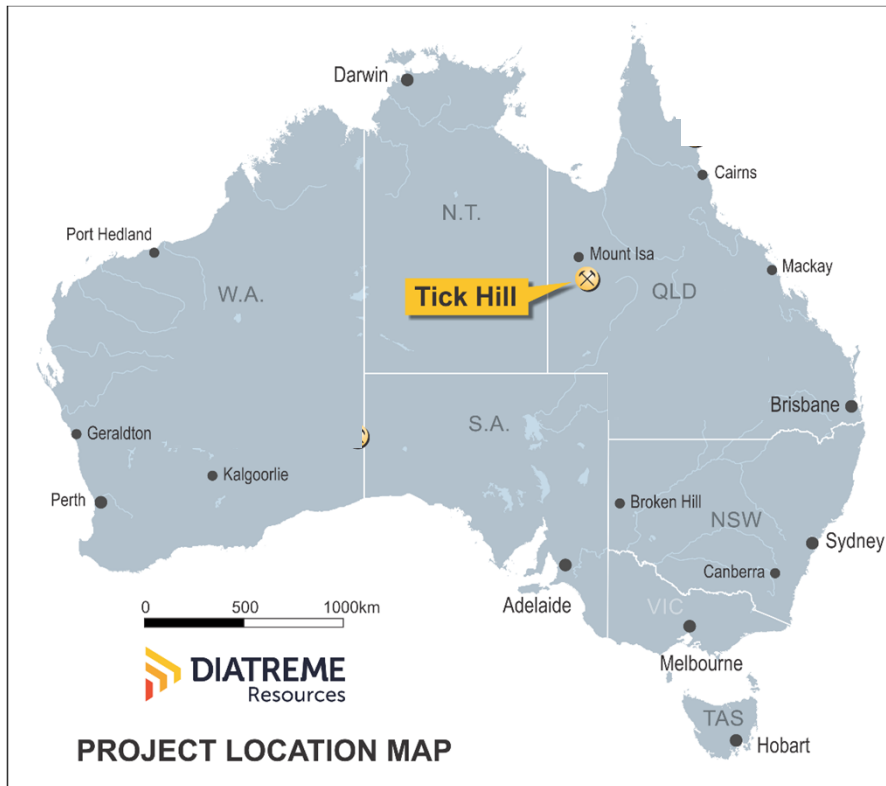 Darwin
Cairns
N.T.
Port Hedland
Mount Isa
Mackay
W.A.
Tick Hill
QLD
Brisbane
S.A.
Geraldton
Kalgoorlie
Perth
Broken Hill
NSW
Sydney
Canberra
Adelaide
VIC
0 500 1000km
Melbourne
DIATREME
Resources
TAS
Hobart
PROJECT LOCATION MAP